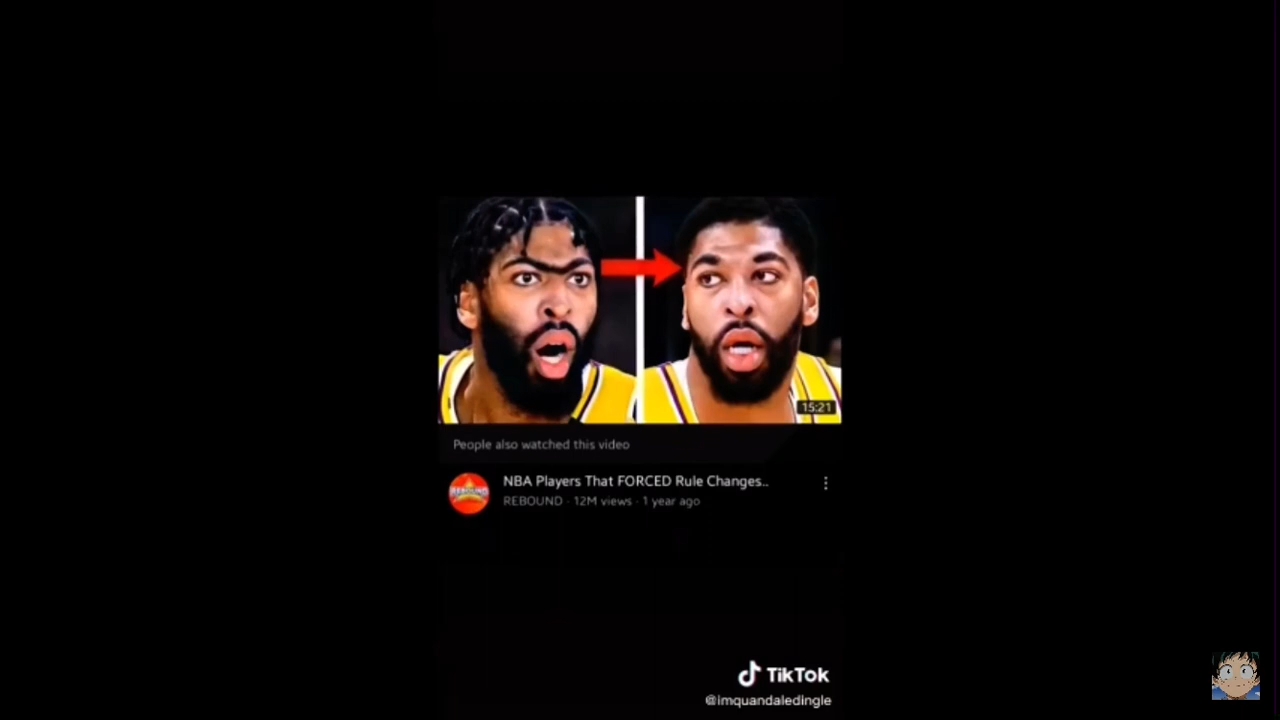 15:21
People also watched this video
NBA Players That FORCED Rule Changes..
REBOUND
REBOUND · 12M views · 1 year ago
TikTok
@imquandaledingle